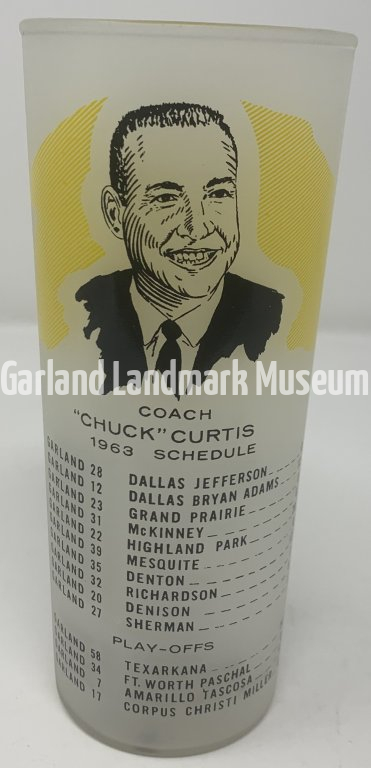 Garland Landmark Museum
COACH
"CHUCK" CURTIS
1963 SCHEDULE
GARLAND 28 DALLAS JEFFERSON
GARLAND 12 DALLAS BRYAN ADAMS
GARLAND 23 GRAND PRAIRIE
GARLAND 31 McKINNEY
GARLAND 22 HIGHLAND PARK
GARLAND 39 MESQUITE
GARLAND 35 DENTON
GARLAND 32 RICHARDSON
GARLAND 20 DENISON
GARLAND 27 SHERMAN
PLAY-OFFS
GARLAND 58 TEXARKANA
GARLAND 34 FT. WORTH PASCHAL
GARLAND 7 AMARILLO TASCOSA
GARLAND 17 CORPUS CHRISTI MILLER